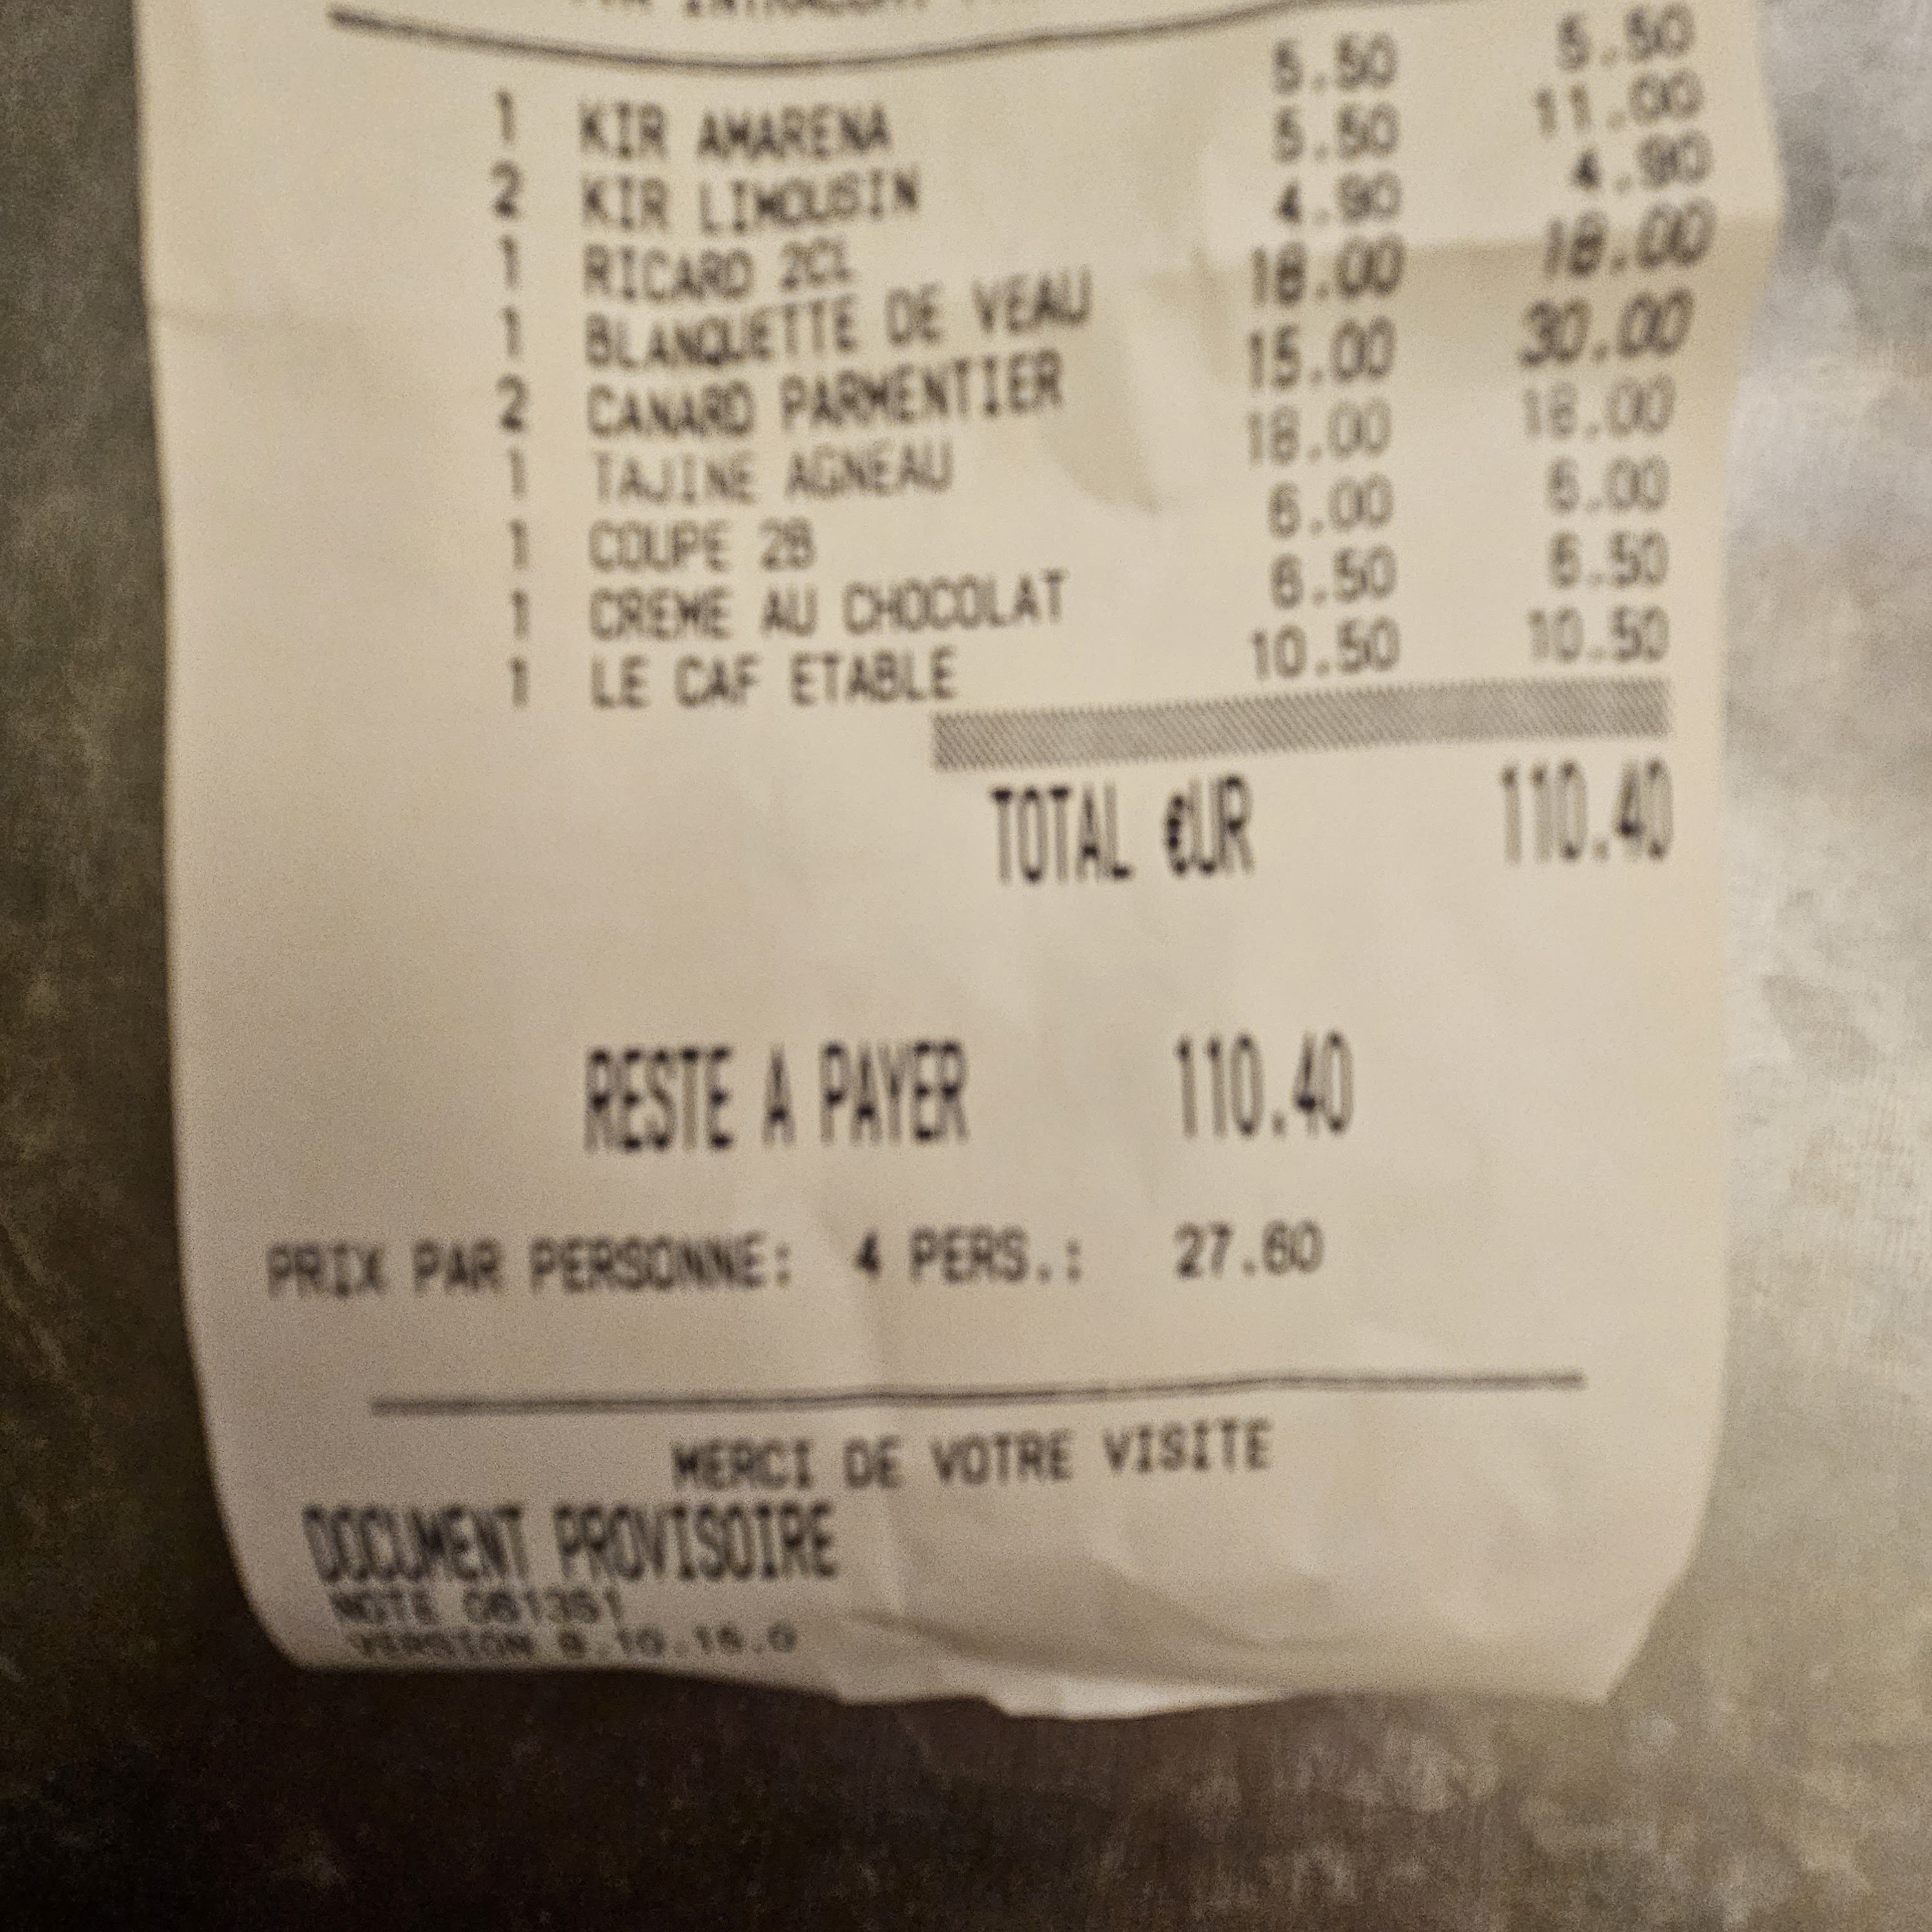 1 KIR AMARENA 5.50 5.50
2 KIR LIMOUSIN 5.50 11.00
1 RICARD 2CL 4.90 4.90
1 BLANQUETTE DE VEAU 18.00 18.00
2 CANARD PARMENTIER 15.00 30.00
1 TAJINE AGNEAU 18.00 18.00
1 COUPE 2B 6.00 6.00
1 CREME AU CHOCOLAT 6.50 6.50
1 LE CAF ETABLE 10.50 10.50
TOTAL €UR 110.40
RESTE A PAYER 110.40
PRIX PAR PERSONNE: 4 PERS.: 27.60
MERCI DE VOTRE VISITE
DOCUMENT PROVISOIRE
NOTE
VERSION